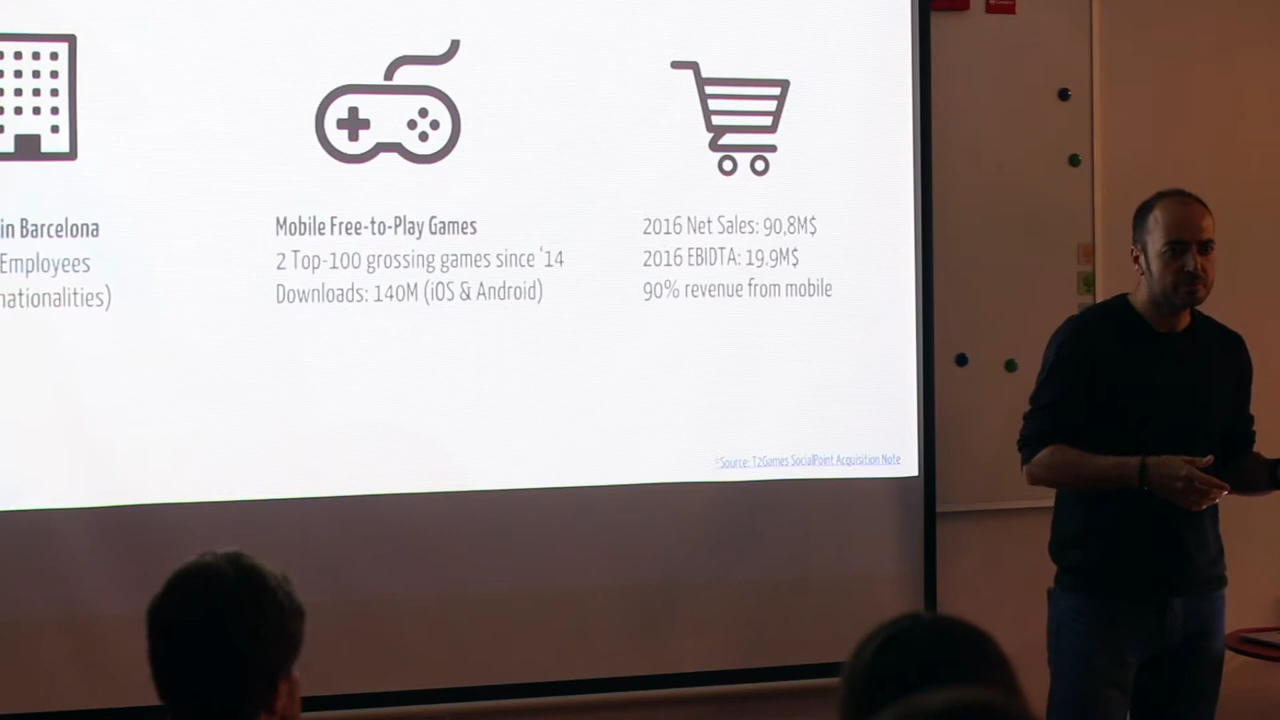 in Barcelona
Employees
nationalities)
Mobile Free-to-Play Games
2 Top-100 grossing games since '14
Downloads: 140M (iOS & Android)
2016 Net Sales: 90,8M$
2016 EBIDTA: 19.9M$
90% revenue from mobile
*Source: T2Games SocialPoint Acquisition Note